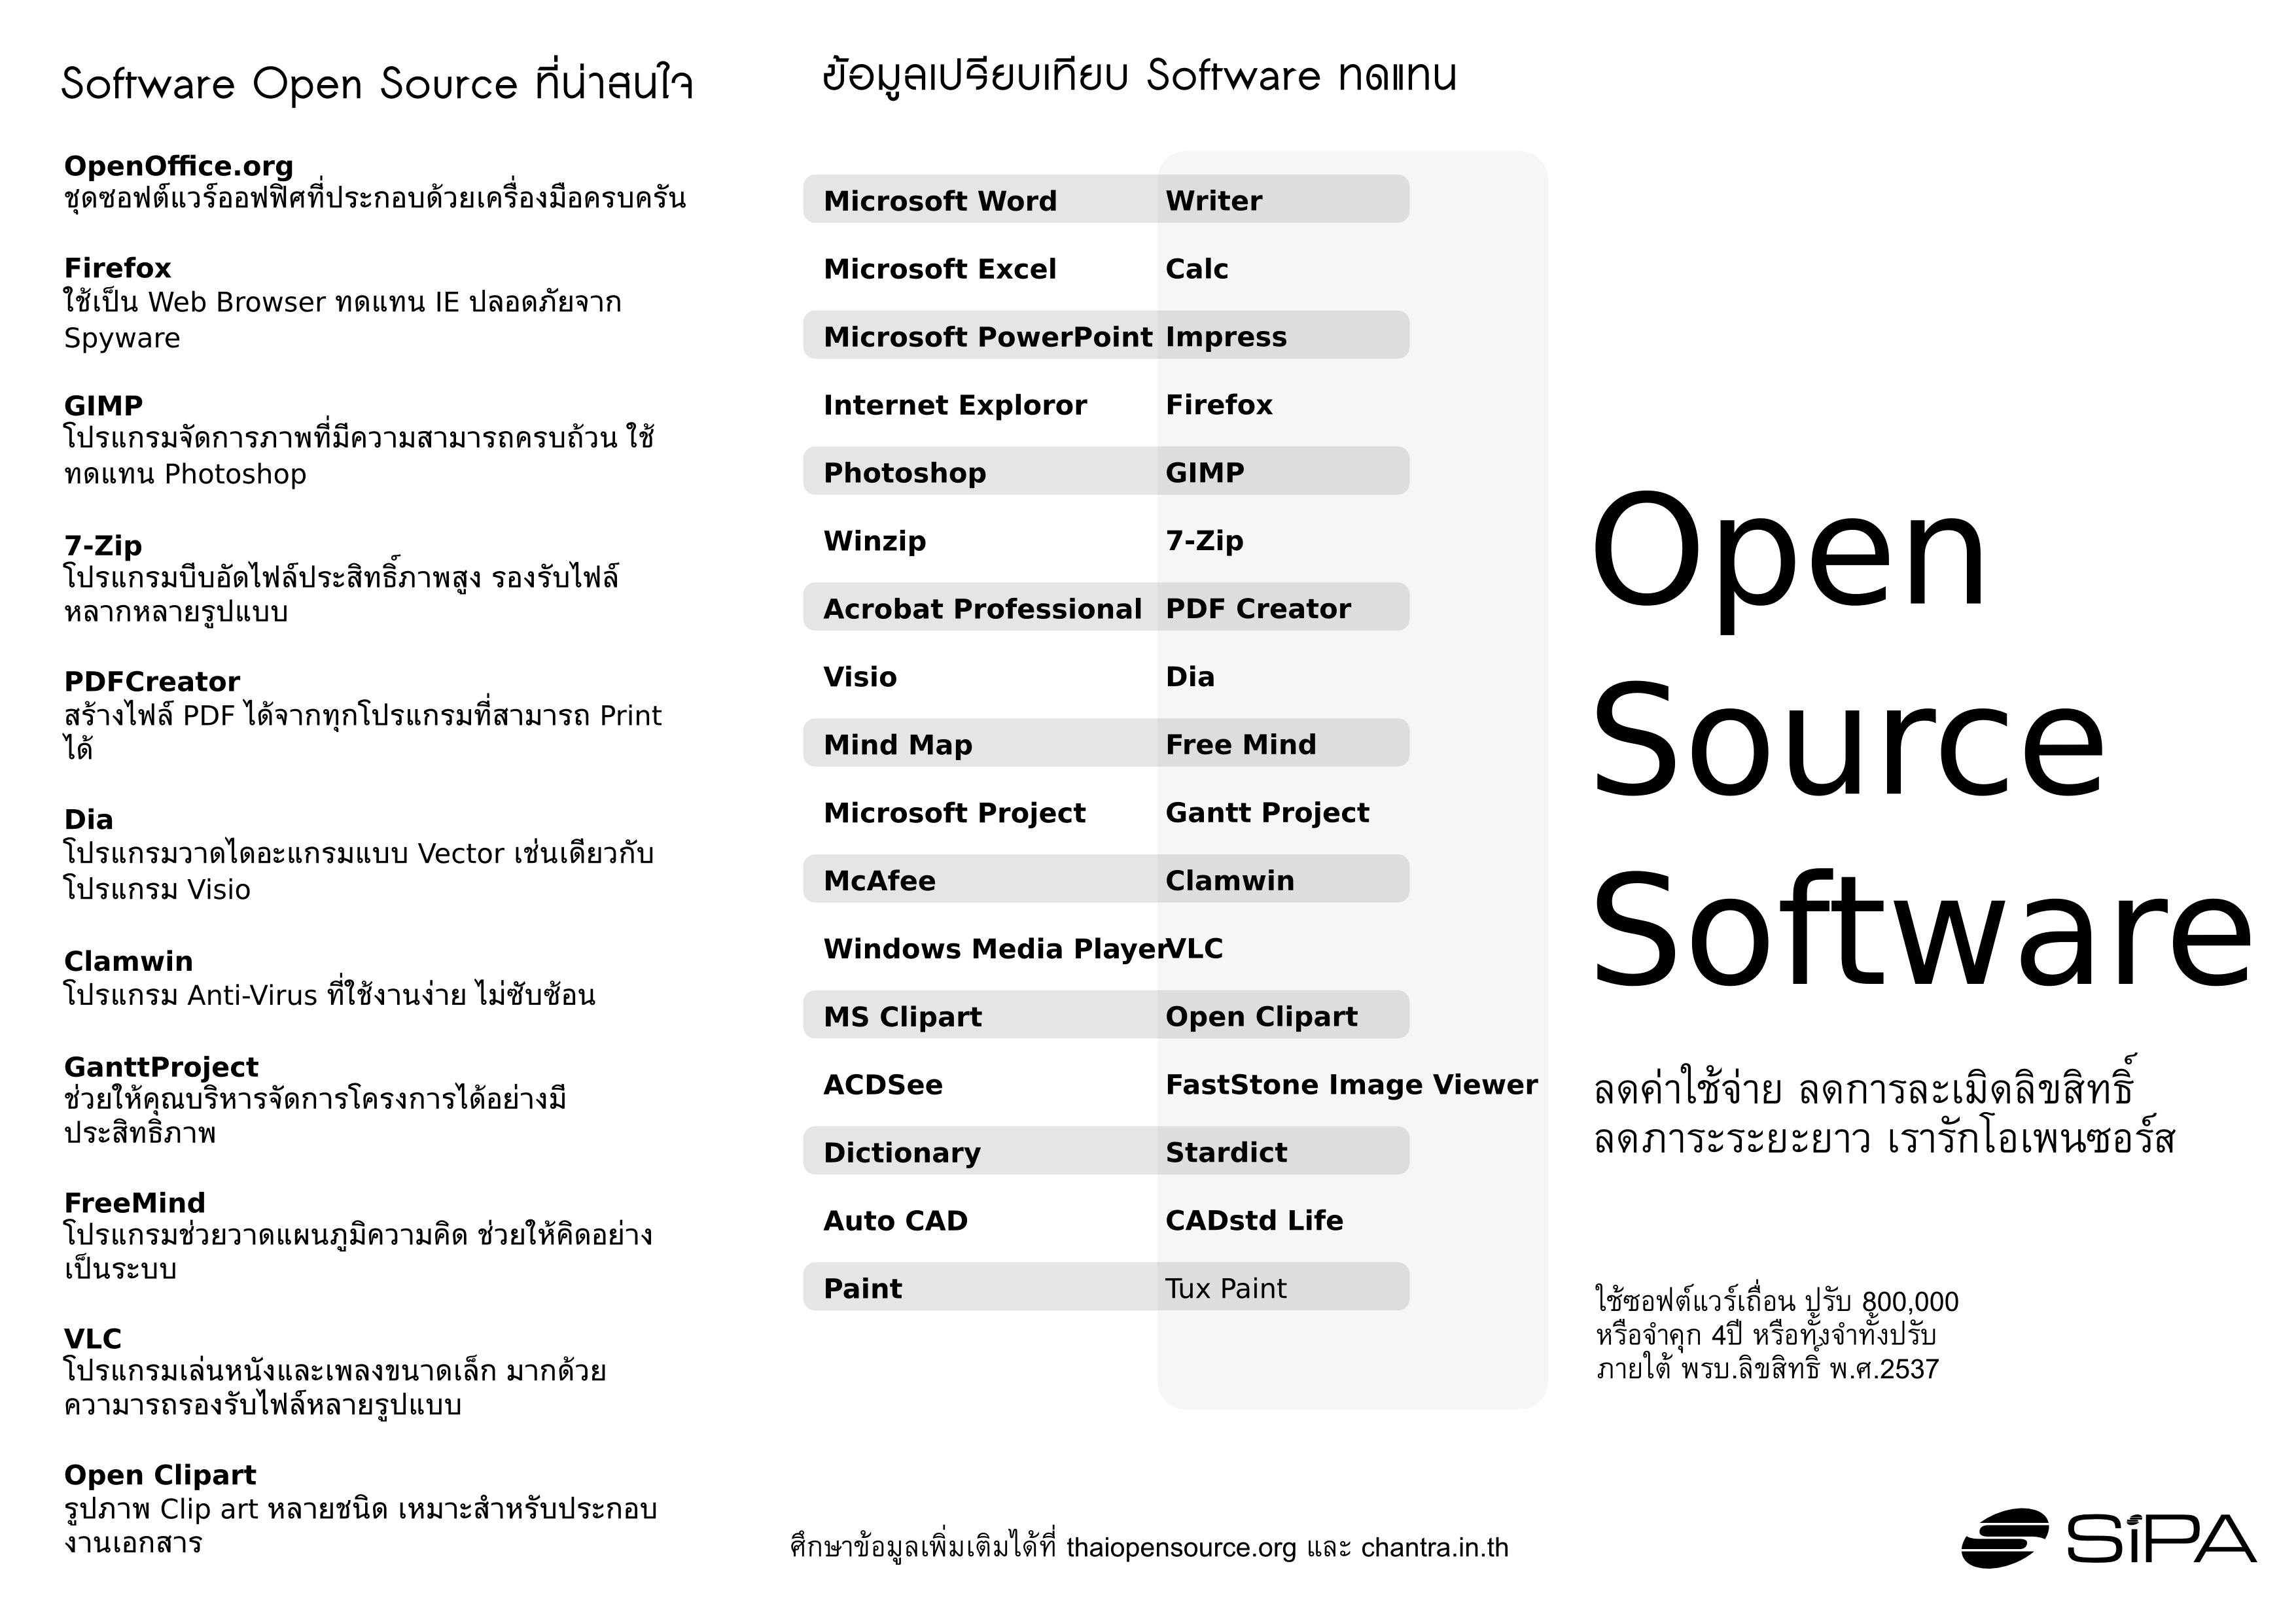 Software Open Source ที่น่าสนใจ
OpenOffice.org
ชุดซอฟต์แวร์ออฟฟิศที่ประกอบด้วยเครื่องมือครบครัน
Firefox
ใช้เป็น Web Browser ทดแทน IE ปลอดภัยจาก
Spyware
GIMP
โปรแกรมจัดการภาพที่มีความสามารถครบถ้วน ใช้
ทดแทน Photoshop
7-Zip
โปรแกรมบีบอัดไฟล์ประสิทธิ์ภาพสูง รองรับไฟล์
หลากหลายรูปแบบ
PDFCreator
สร้างไฟล์ PDF ได้จากทุกโปรแกรมที่สามารถ Print
ได้
Dia
โปรแกรมวาดไดอะแกรมแบบ Vector เช่นเดียวกับ
โปรแกรม Visio
Clamwin
โปรแกรม Anti-Virus ที่ใช้งานง่าย ไม่ซับซ้อน
GanttProject
ช่วยให้คุณบริหารจัดการโครงการได้อย่างมี
ประสิทธิภาพ
FreeMind
โปรแกรมช่วยวาดแผนภูมิความคิด ช่วยให้คิดอย่าง
เป็นระบบ
VLC
โปรแกรมเล่นหนังและเพลงขนาดเล็ก มากด้วย
ความารถรองรับไฟล์หลายรูปแบบ
Open Clipart
รูปภาพ Clip art หลายชนิด เหมาะสำหรับประกอบ
งานเอกสาร
ข้อมูลเปรียบเทียบ Software ทดแทน
Microsoft Word Writer
Microsoft Excel Calc
Microsoft PowerPoint Impress
Internet Exploror Firefox
Photoshop GIMP
Winzip 7-Zip
Acrobat Professional PDF Creator
Visio Dia
Mind Map Free Mind
Microsoft Project Gantt Project
McAfee Clamwin
Windows Media Player VLC
MS Clipart Open Clipart
ACDSee FastStone Image Viewer
Dictionary Stardict
Auto CAD CADstd Life
Paint Tux Paint
ศึกษาข้อมูลเพิ่มเติมได้ที่ thaiopensource.org และ chantra.in.th
Open
Source
Software
ลดค่าใช้จ่าย ลดการละเมิดลิขสิทธิ์
ลดภาระระยะยาว เรารักโอเพนซอร์ส
ใช้ซอฟต์แวร์เถื่อน ปรับ 800,000
หรือจำคุก 4ปี หรือทั้งจำทั้งปรับ
ภายใต้ พรบ.ลิขสิทธิ์ พ.ศ.2537
SiPA